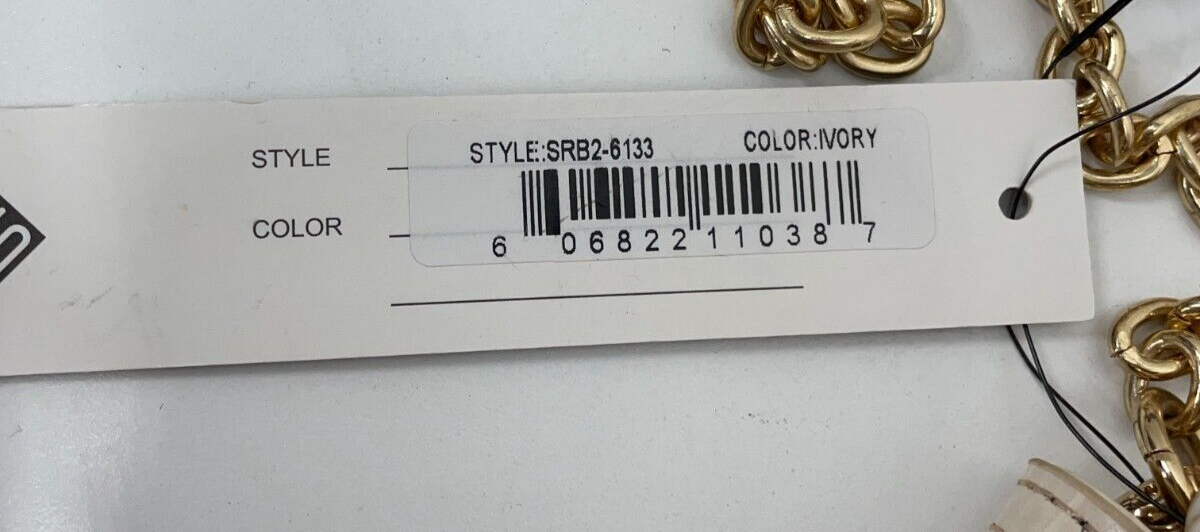 STYLE
STYLE:SRB2-6133 COLOR:IVORY
COLOR
6 06822 11038 7